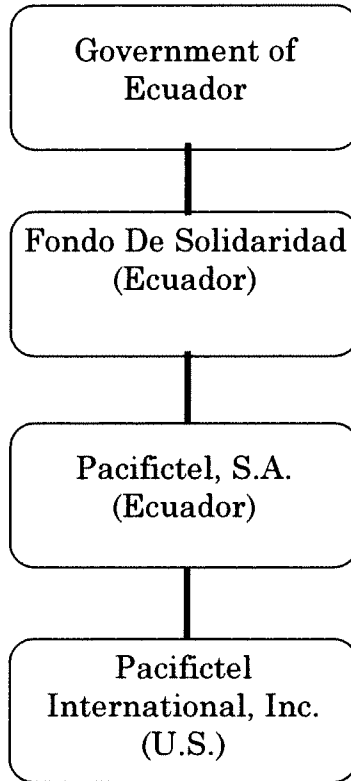 Government of
Ecuador
Fondo De Solidaridad
(Ecuador)
Pacifictel, S.A.
(Ecuador)
Pacifictel
International, Inc.
(U.S.)